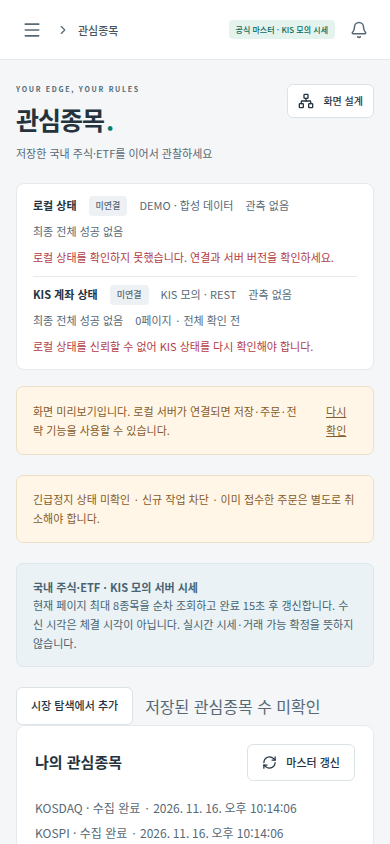 관심종목
공식 마스터 · KIS 모의 시세
YOUR EDGE, YOUR RULES
관심종목.
화면 설계
저장한 국내 주식·ETF를 이어서 관찰하세요
로컬 상태 미연결 DEMO · 합성 데이터 관측 없음
최종 전체 성공 없음
로컬 상태를 확인하지 못했습니다. 연결과 서버 버전을 확인하세요.
KIS 계좌 상태 미연결 KIS 모의 · REST 관측 없음
최종 전체 성공 없음 0페이지 · 전체 확인 전
로컬 상태를 신뢰할 수 없어 KIS 상태를 다시 확인해야 합니다.
화면 미리보기입니다. 로컬 서버가 연결되면 저장·주문·전
략 기능을 사용할 수 있습니다.
다시
확인
긴급정지 상태 미확인 · 신규 작업 차단 · 이미 접수한 주문은 별도로 취
소해야 합니다.
국내 주식·ETF · KIS 모의 서버 시세
현재 페이지 최대 8종목을 순차 조회하고 완료 15초 후 갱신합니다. 수
신 시각은 체결 시각이 아닙니다. 실시간 시세·거래 가능 확정을 뜻하지
않습니다.
시장 탐색에서 추가 저장된 관심종목 수 미확인
나의 관심종목
마스터 갱신
KOSDAQ · 수집 완료 · 2026. 11. 16. 오후 10:14:06
KOSPI · 수집 완료 · 2026. 11. 16. 오후 10:14:06